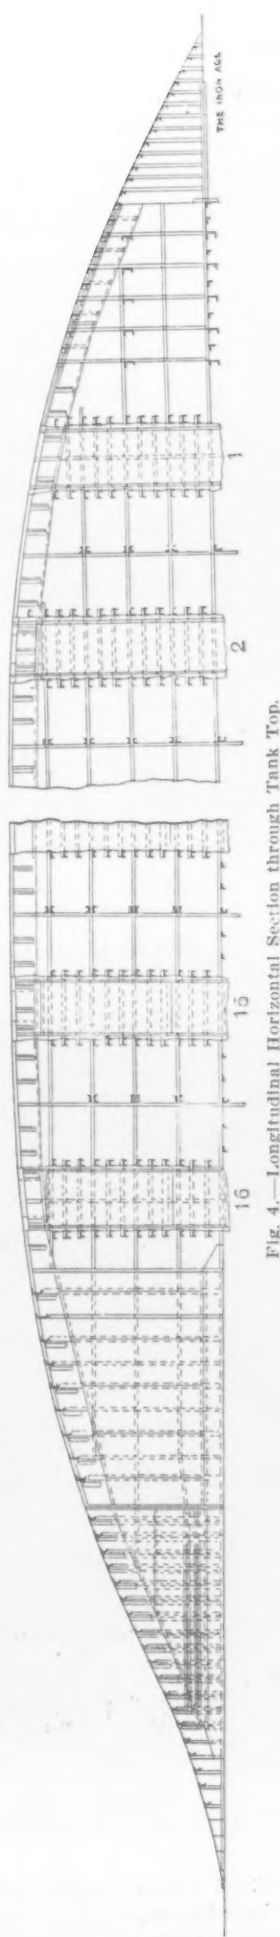 THE IRON AGE
1
2
15
16
Fig. 4.—Longitudinal Horizontal Section through Tank Top.